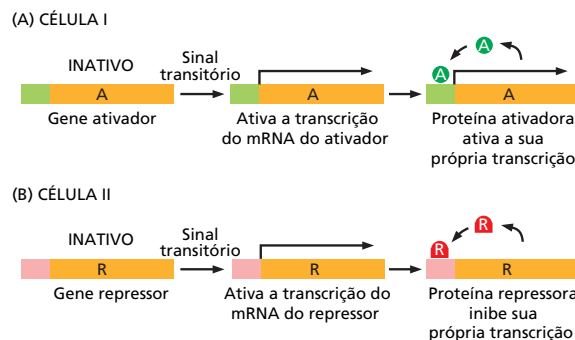 (A) CÉLULA I
INATIVO
Sinal
transitório
A
A
A
A
A
Gene ativador
Ativa a transcrição
do mRNA do ativador
Proteína ativadora
ativa a sua
própria transcrição
(B) CÉLULA II
INATIVO
Sinal
transitório
R
R
R
R
R
Gene repressor
Ativa a transcrição do
mRNA do repressor
Proteína repressora
inibe sua
própria transcrição